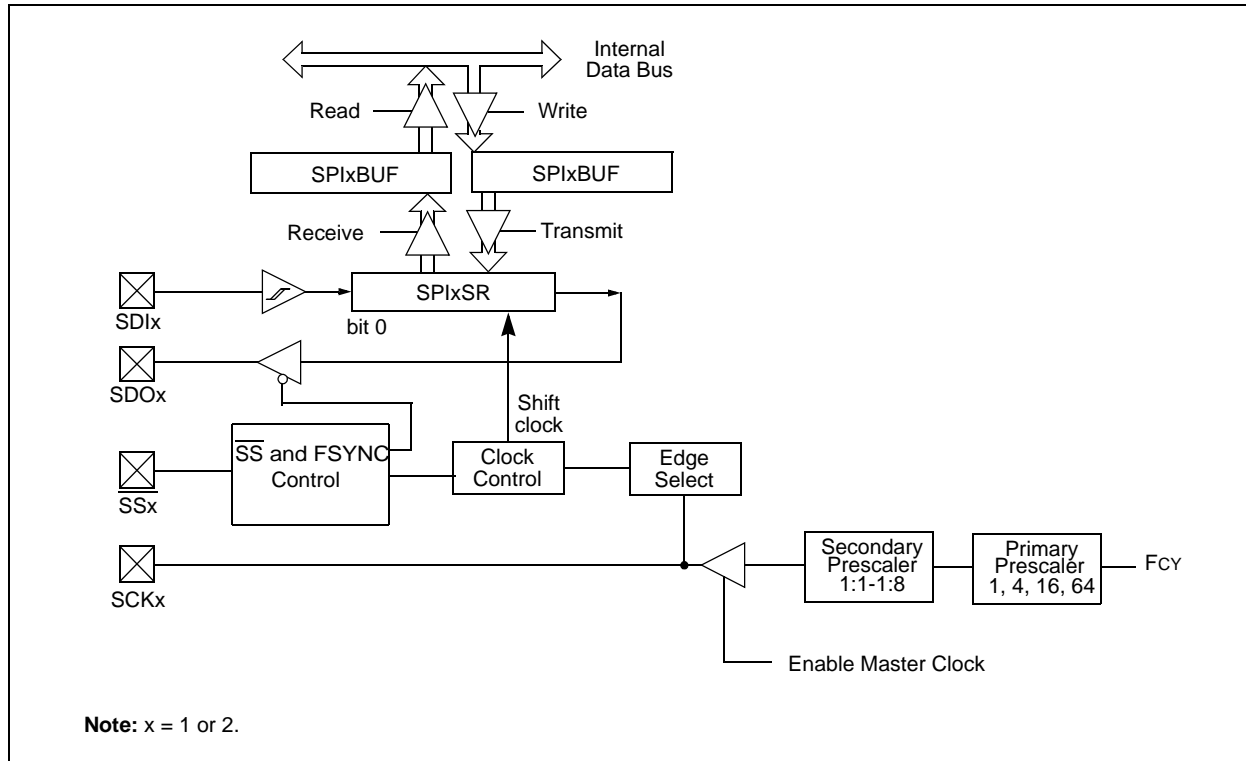 Internal
Data Bus
Read
Write
SPIxBUF
SPIxBUF
Receive
Transmit
SPIxSR
SDIx
bit 0
SDOx
Shift
clock
SS and FSYNC
Control
Clock
Control
Edge
Select
SSx
Secondary
Prescaler
1:1-1:8
Primary
Prescaler
1, 4, 16, 64
FCY
SCKx
Enable Master Clock
Note: x = 1 or 2.